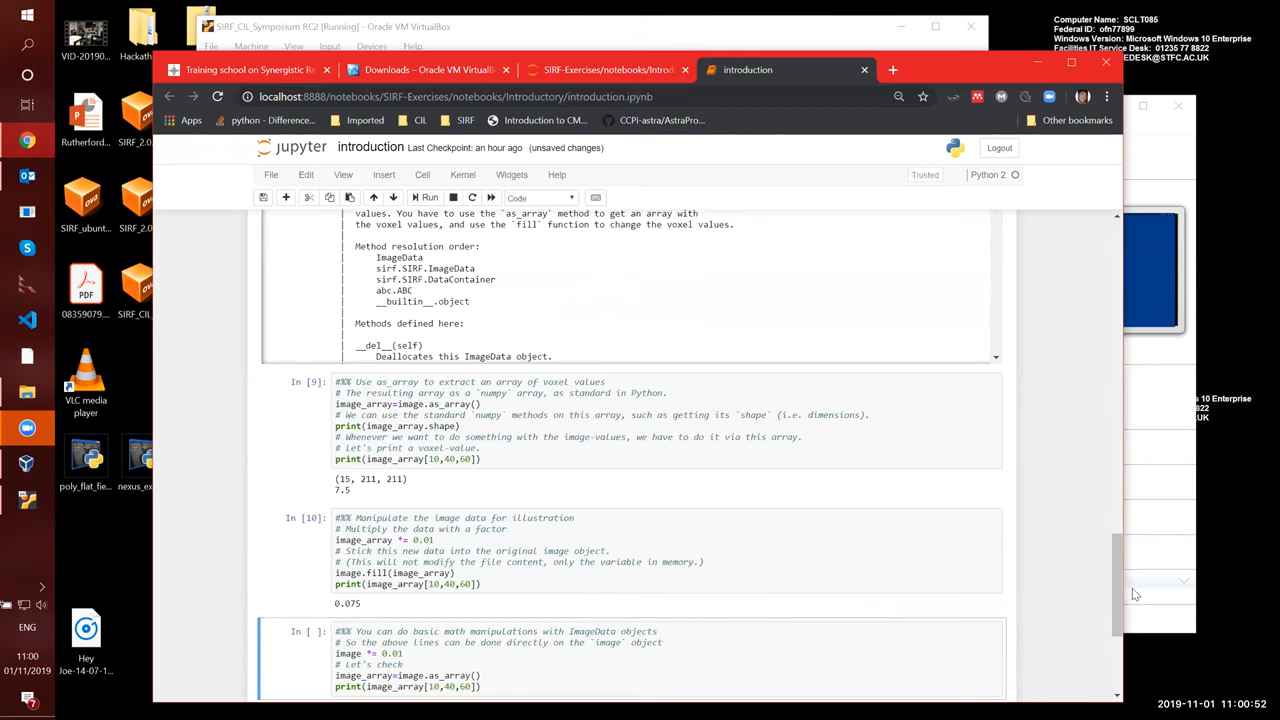 SIRF_CIL_Symposium RC2 [Running] - Oracle VM VirtualBox
File Machine View Input Devices Help
Computer Name: SCLT085
Federal ID: ofn77899
Windows Version: Microsoft Windows 10 Enterprise
Facilities IT Service Desk: 01235 77 8822
EDESK@STFC.AC.UK
VID-20190...
Hackath
Training school on Synergistic Re
Downloads – Oracle VM VirtualB
SIRF-Exercises/notebooks/Introd
introduction
localhost:8888/notebooks/SIRF-Exercises/notebooks/Introductory/introduction.ipynb
Apps
python - Difference...
Imported
CIL
SIRF
Introduction to CM...
CCPi-astra/AstraPro...
Other bookmarks
Rutherford...
SIRF_2.0
jupyter introduction Last Checkpoint: an hour ago (unsaved changes)
Logout
File Edit View Insert Cell Kernel Widgets Help
Trusted
Python 2
Run
Code
SIRF_ubunt...
SIRF_2.0
values. You have to use the `as_array` method to get an array with
the voxel values, and use the `fill` function to change the voxel values.
Method resolution order:
ImageData
sirf.SIRF.ImageData
sirf.SIRF.DataContainer
abc.ABC
__builtin__.object
Methods defined here:
__del__(self)
Deallocates this ImageData object.
PDF
08359079....
SIRF_CIL
VLC media
player
In [9]:
#%% Use as_array to extract an array of voxel values
# The resulting array as a `numpy` array, as standard in Python.
image_array=image.as_array()
# We can use the standard `numpy` methods on this array, such as getting its `shape` (i.e. dimensions).
print(image_array.shape)
# Whenever we want to do something with the image-values, we have to do it via this array.
# Let's print a voxel-value.
print(image_array[10,40,60])
(15, 211, 211)
7.5
Enterprise
8822
poly_flat_fie...
nexus_ex
In [10]:
#%% Manipulate the image data for illustration
# Multiply the data with a factor
image_array *= 0.01
# Stick this new data into the original image object.
# (This will not modify the file content, only the variable in memory.)
image.fill(image_array)
print(image_array[10,40,60])
0.075
In [ ]:
#%% You can do basic math manipulations with ImageData objects
# So the above lines can be done directly on the `image` object
image *= 0.01
# Let's check
image_array=image.as_array()
print(image_array[10,40,60])
ENG
11:00
01/11/2019
7
Hey
Joe-14-07-1...
2019-11-01 11:00:52